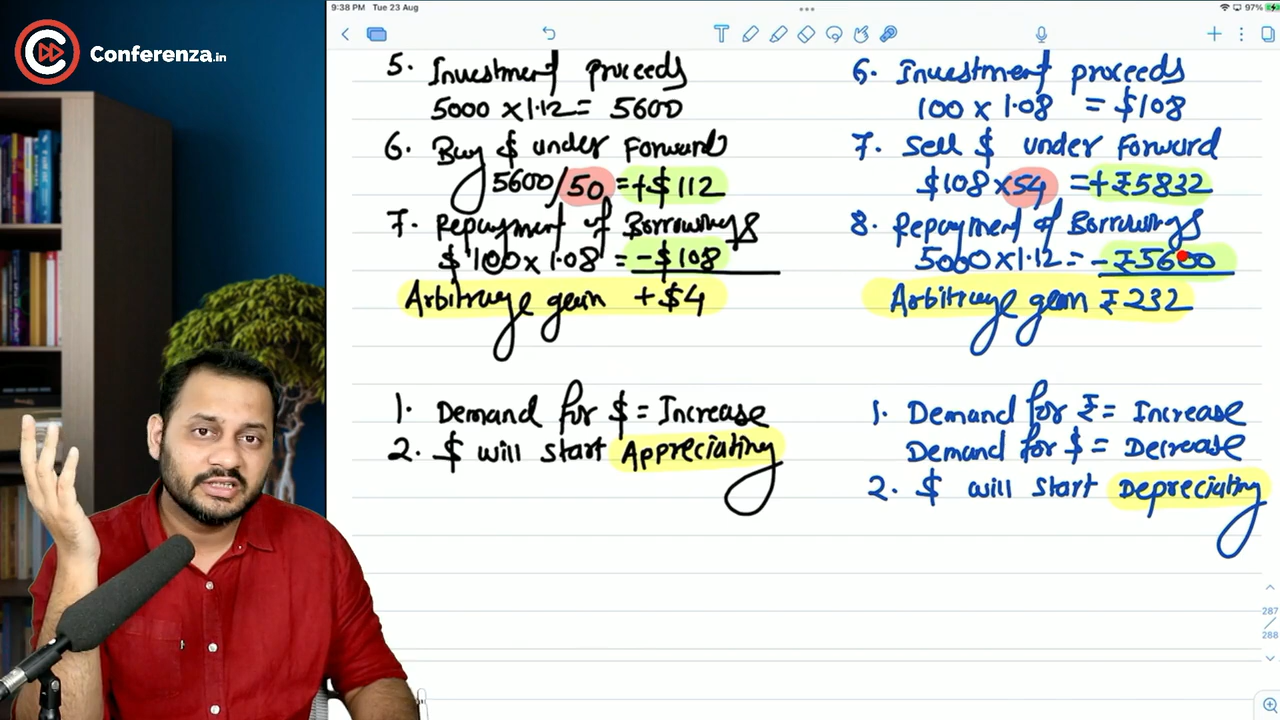 9:38 PM Tue 23 Aug
97%
Conferenza.in
5. Investment proceeds
5000 x 1.12 = 5600
6. Buy $ under Forward
5600/50 = +$112
7. Repayment of Borrowings
$100 x 1.08 = -$108
Arbitrage gain +$4
1. Demand for $ = Increase
2. $ will start Appreciating
6. Investment proceeds
100 x 1.08 = $108
7. Sell $ under Forward
$108 x 54 = +₹5832
8. Repayment of Borrowings
5000 x 1.12 = -₹5600
Arbitrage gain ₹232
1. Demand for ₹ = Increase
Demand for $ = Decrease
2. $ will start Depreciating
287
288